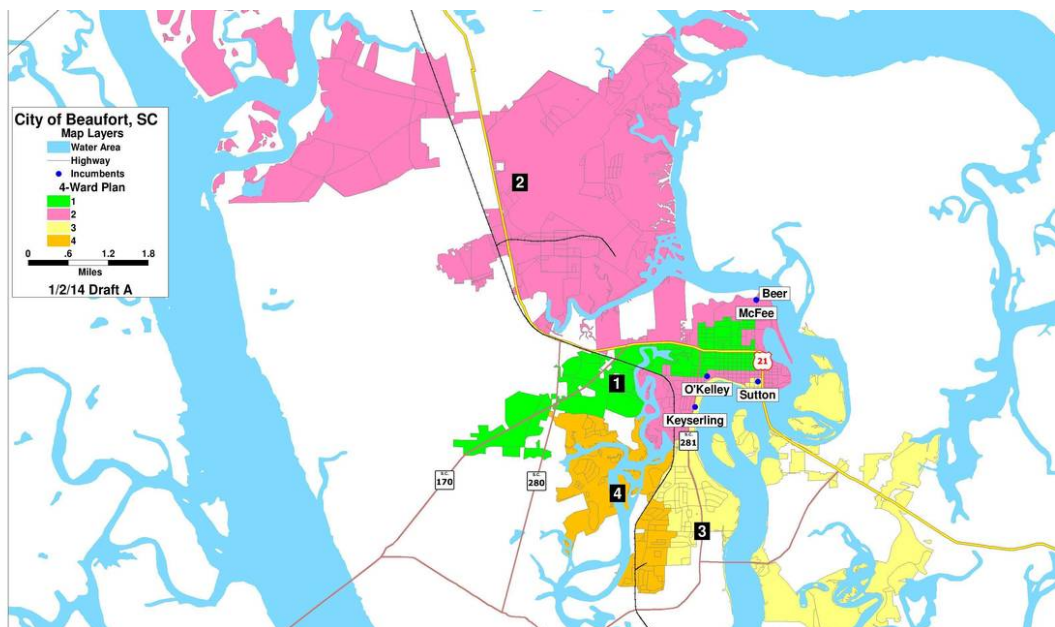 City of Beaufort, SC
Map Layers
Water Area
Highway
Incumbents
4-Ward Plan
1
2
3
4
0 .6 1.2 1.8
Miles
1/2/14 Draft A
2
Beer
McFee
21
1
O'Kelley
Sutton
Keyserling
S.C.
281
S.C.
170
S.C.
280
4
3